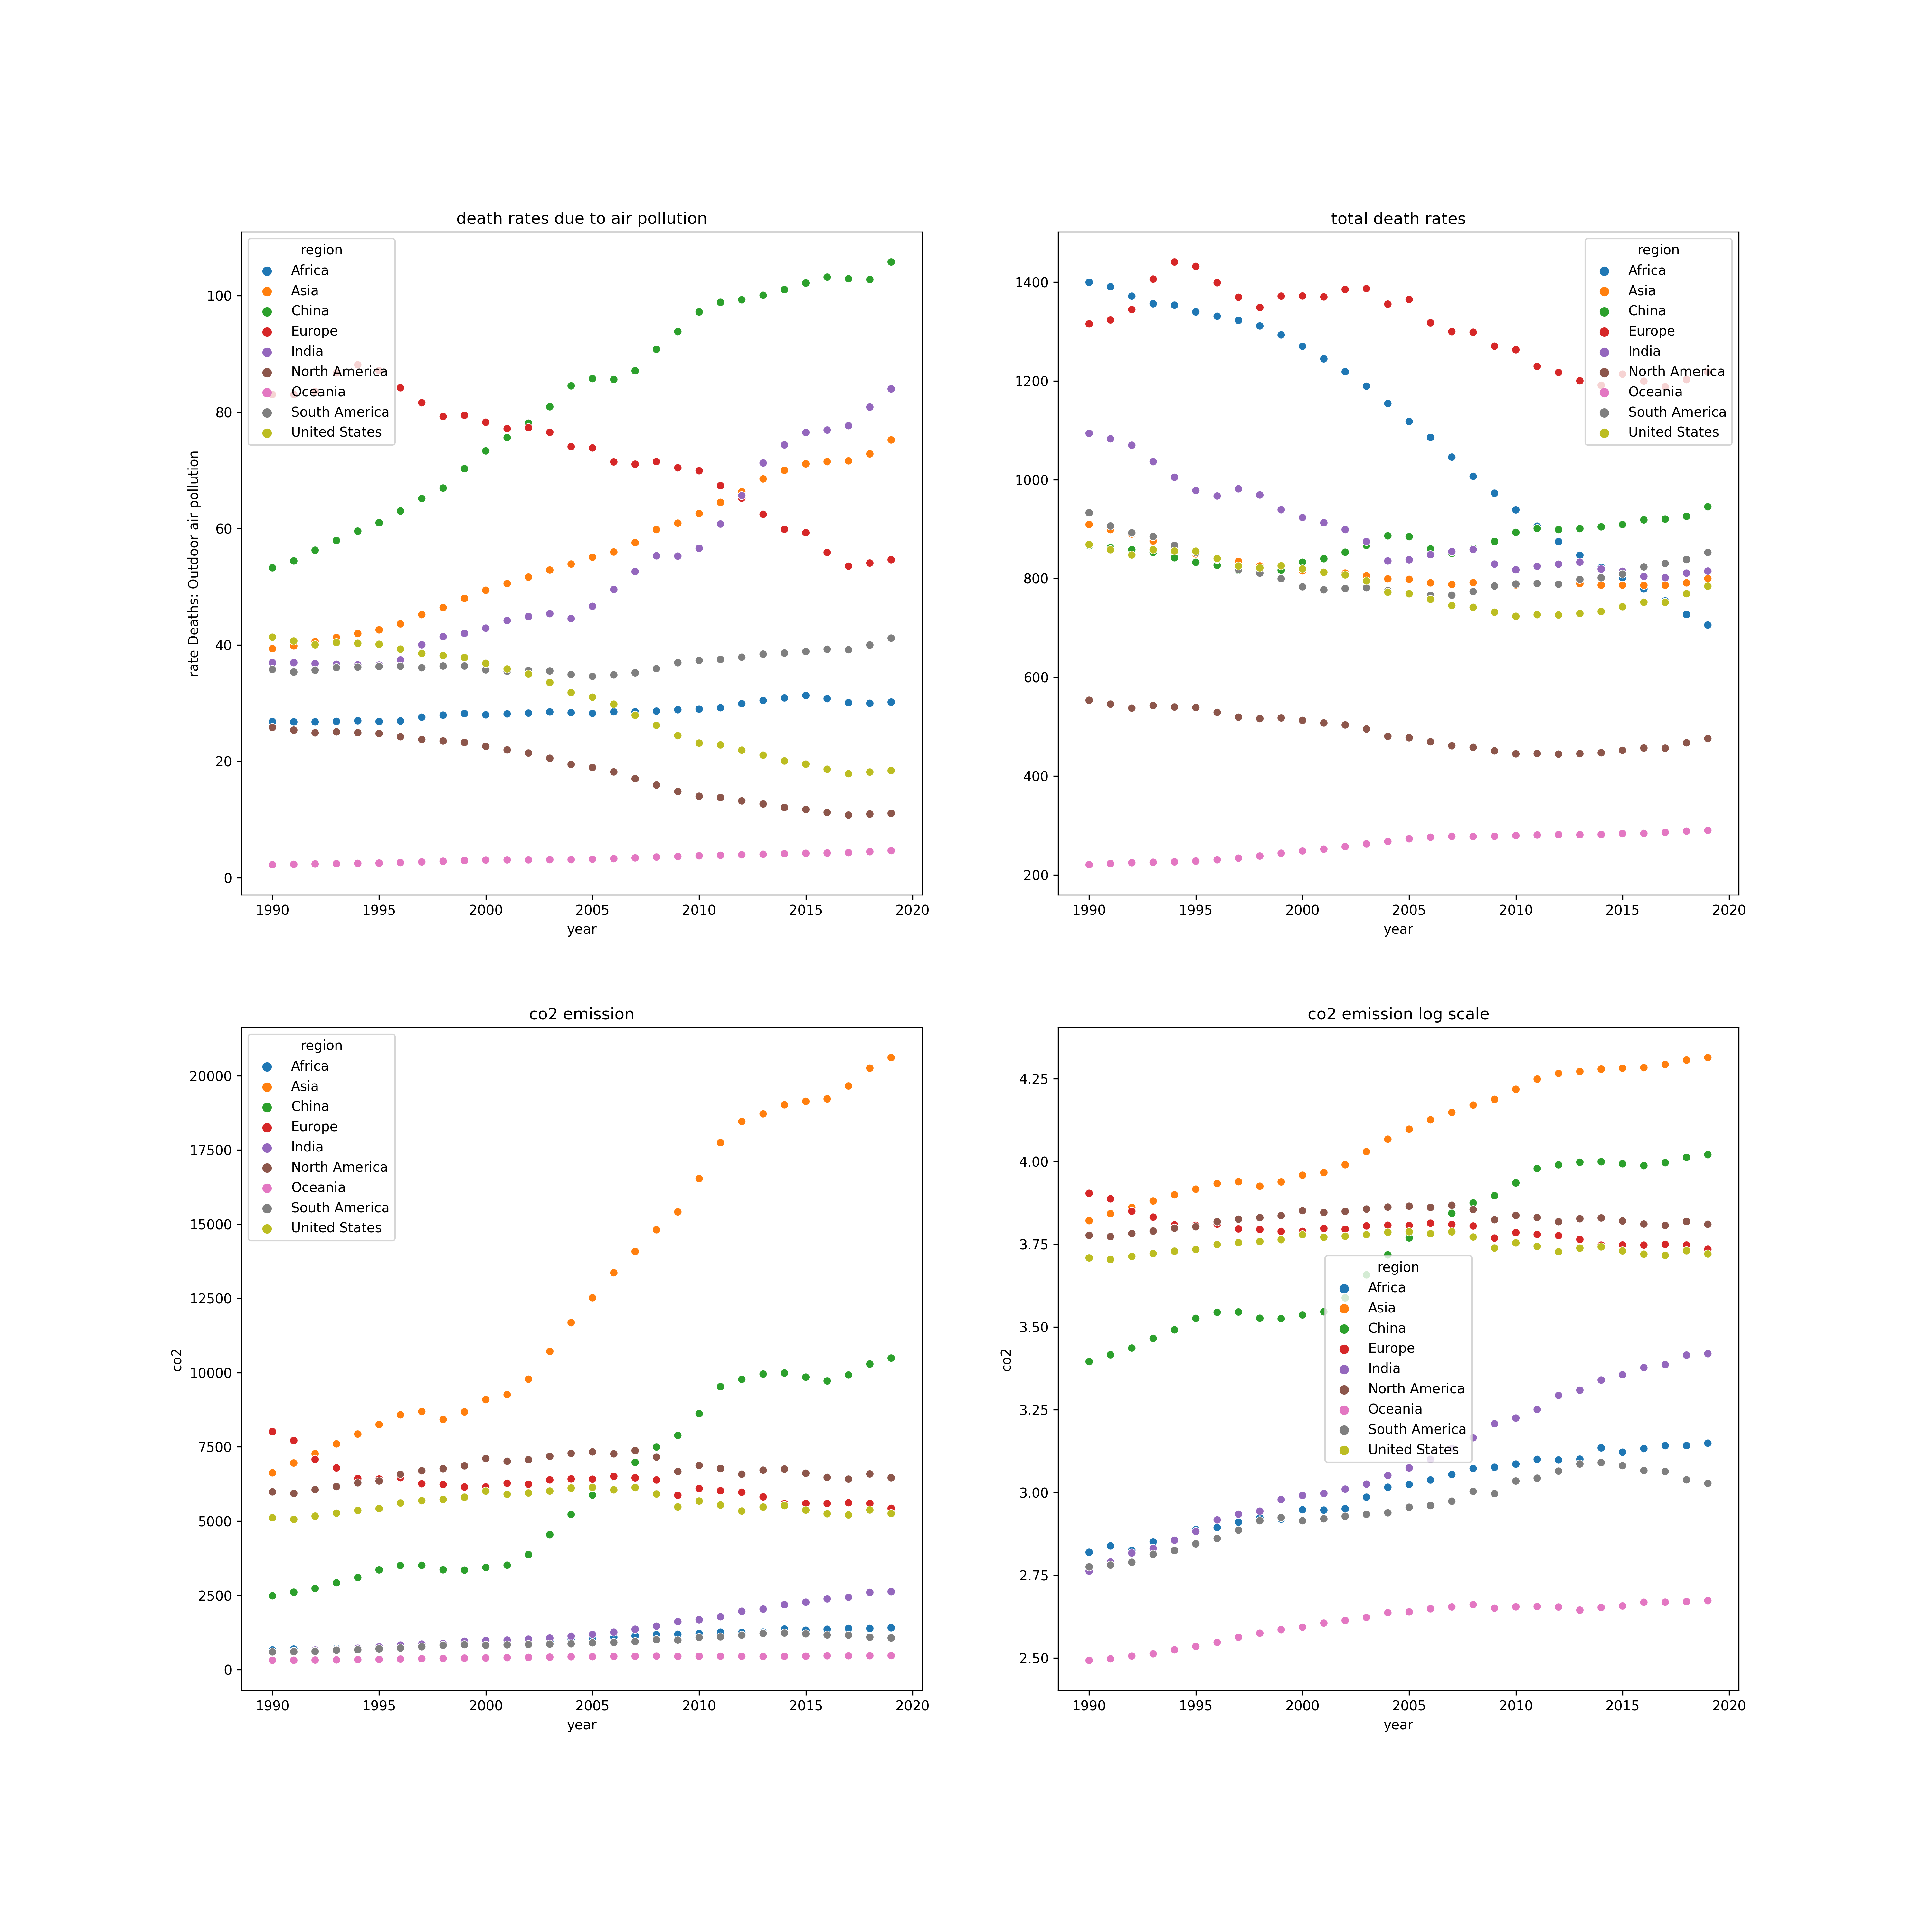 death rates due to air pollution
rate Deaths: Outdoor air pollution
100
80
60
40
20
0
region
Africa
Asia
China
Europe
India
North America
Oceania
South America
United States
1990 1995 2000 2005 2010 2015 2020
year
total death rates
1400
1200
1000
800
600
400
200
region
Africa
Asia
China
Europe
India
North America
Oceania
South America
United States
1990 1995 2000 2005 2010 2015 2020
year
co2 emission
co2
20000
17500
15000
12500
10000
7500
5000
2500
0
region
Africa
Asia
China
Europe
India
North America
Oceania
South America
United States
1990 1995 2000 2005 2010 2015 2020
year
co2 emission log scale
co2
4.25
4.00
3.75
3.50
3.25
3.00
2.75
2.50
region
Africa
Asia
China
Europe
India
North America
Oceania
South America
United States
1990 1995 2000 2005 2010 2015 2020
year